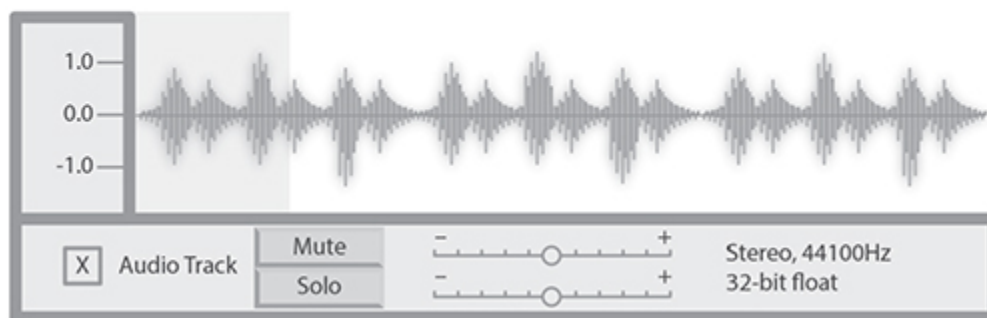 1.0
0.0
-1.0
X
Audio Track
Mute
Solo
- +
- +
Stereo, 44100Hz
32-bit float